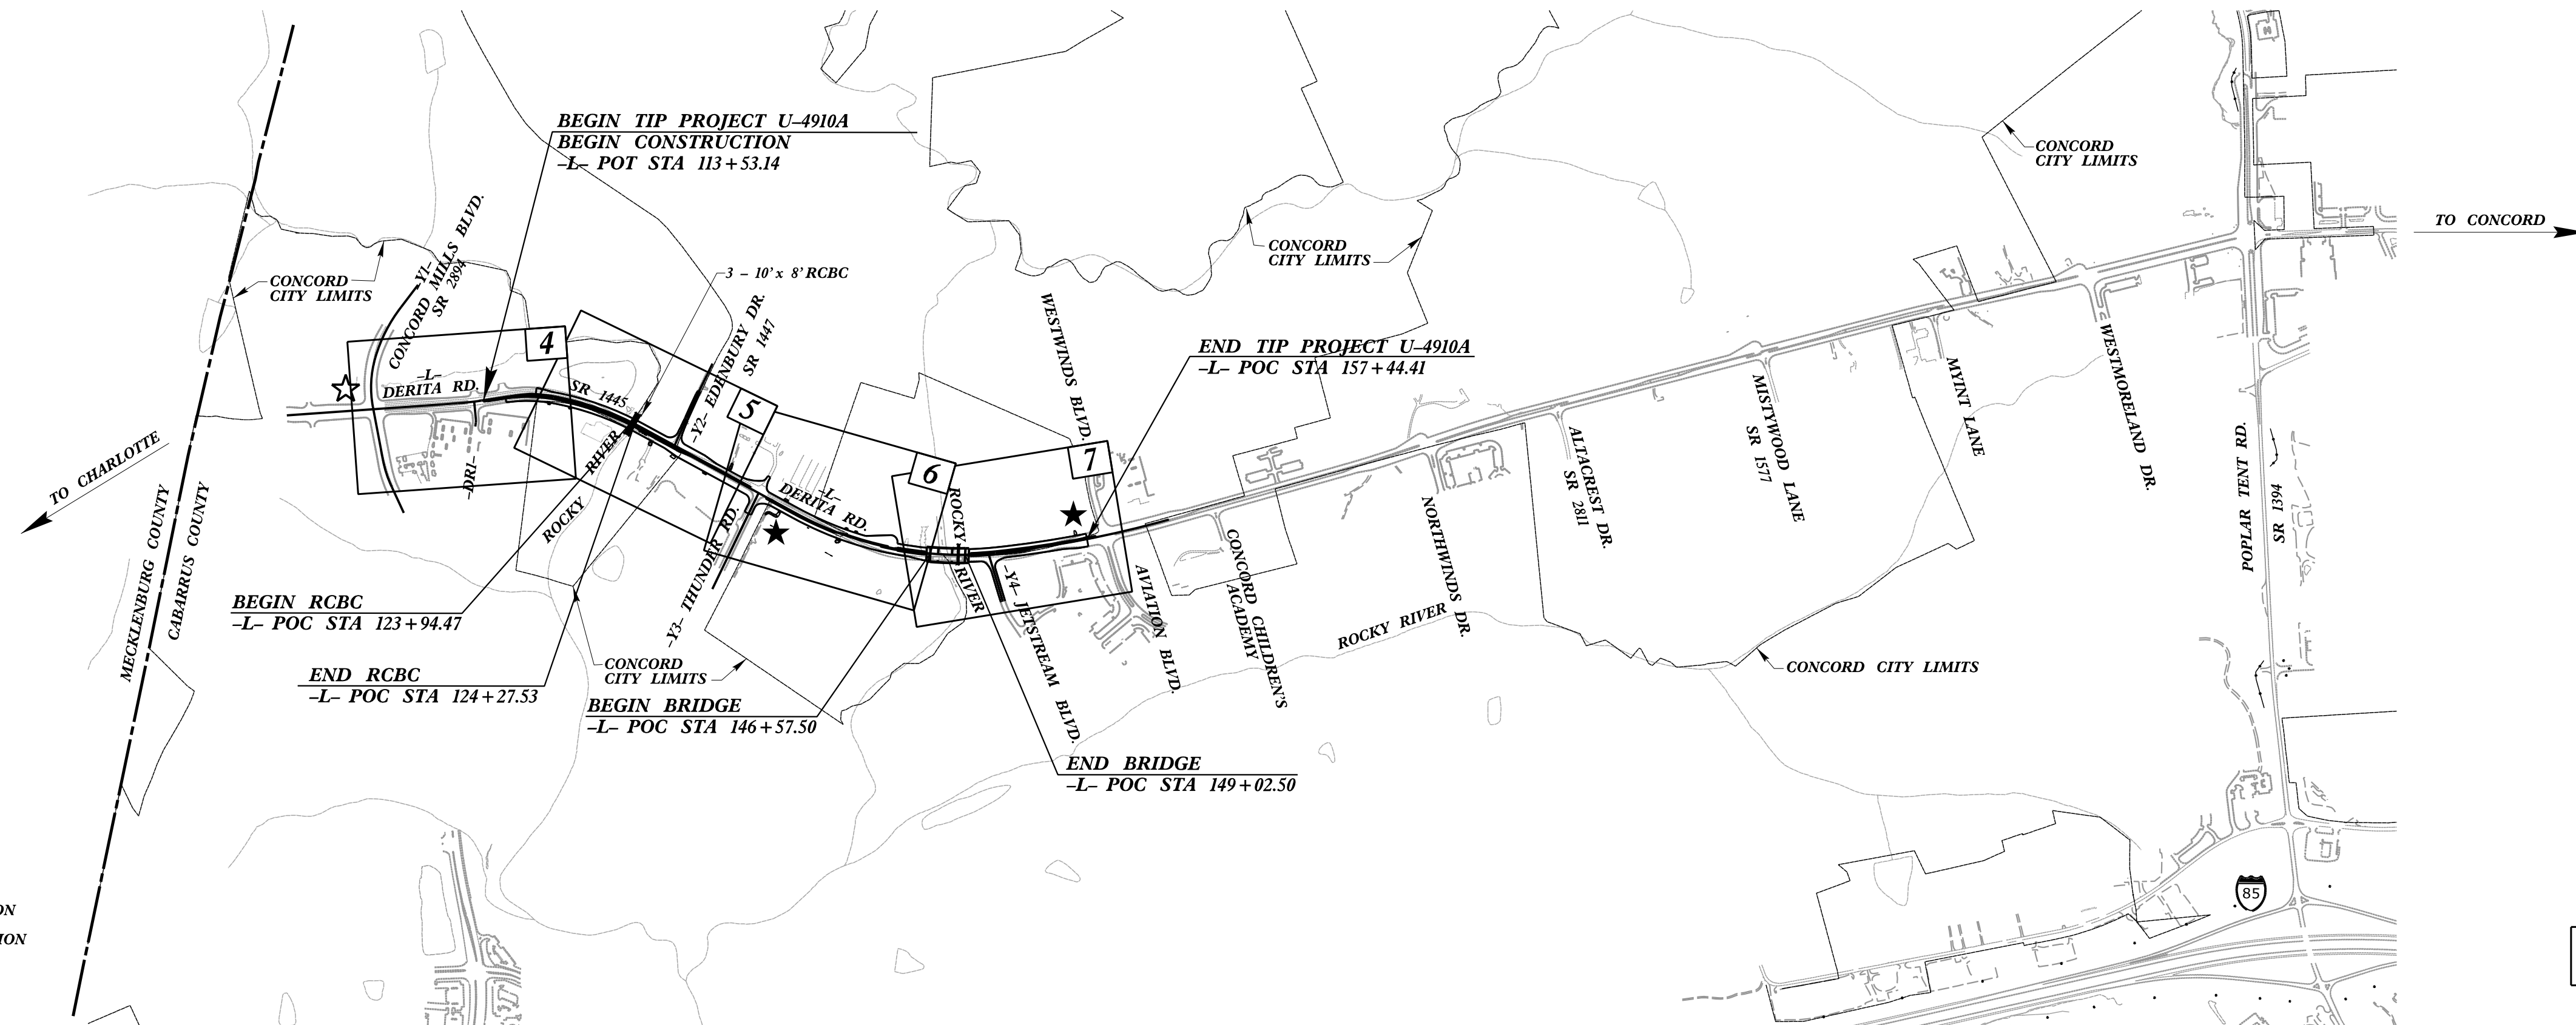 BEGIN TIP PROJECT U–4910A
BEGIN CONSTRUCTION
–L– POT STA 113+53.14
CONCORD
CITY LIMITS
TO CONCORD
CONCORD
CITY LIMITS
–Y1–
CONCORD MILLS BLVD.
SR 2894
CONCORD
CITY LIMITS
3 – 10' x 8' RCBC
–Y2– EDENBURY DR.
SR 1447
WESTWINDS BLVD.
END TIP PROJECT U–4910A
–L– POC STA 157+44.41
4
–L–
DERITA RD.
SR 1445
5
6
7
–L–
DERITA RD.
ROCKY
RIVER
ROCKY
RIVER
–DR1–
–Y3– THUNDER RD.
–Y4– JETSTREAM BLVD.
AVIATION BLVD.
CONCORD CHILDREN'S
ACADEMY
NORTHWINDS DR.
ALTACREST DR.
SR 2811
MISTYWOOD LANE
SR 1577
MYINT LANE
WESTMORELAND DR.
POPLAR TENT RD.
SR 1394
TO CHARLOTTE
MECKLENBURG COUNTY
CABARRUS COUNTY
BEGIN RCBC
–L– POC STA 123+94.47
END RCBC
–L– POC STA 124+27.53
CONCORD
CITY LIMITS
BEGIN BRIDGE
–L– POC STA 146+57.50
END BRIDGE
–L– POC STA 149+02.50
ROCKY RIVER
CONCORD CITY LIMITS
85
ON
ION